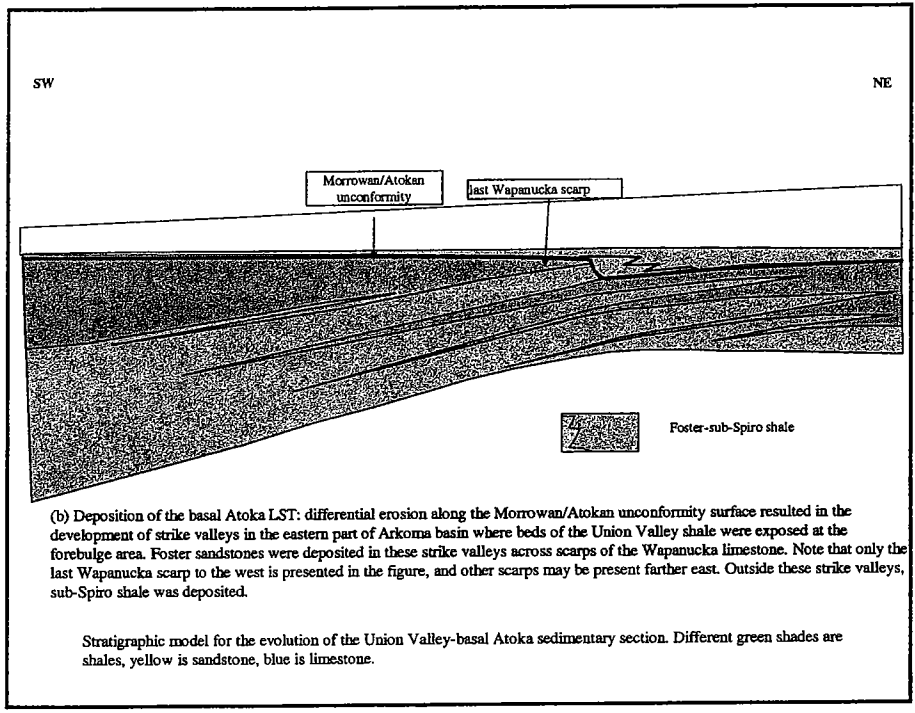 SW
NE
Morrowan/Atokan
unconformity
last Wapanucka scarp
Foster-sub-Spiro shale
(b) Deposition of the basal Atoka LST: differential erosion along the Morrowan/Atokan unconformity surface resulted in the
development of strike valleys in the eastern part of Arkoma basin where beds of the Union Valley shale were exposed at the
forebulge area. Foster sandstones were deposited in these strike valleys across scarps of the Wapanucka limestone. Note that only the
last Wapanucka scarp to the west is presented in the figure, and other scarps may be present farther east. Outside these strike valleys,
sub-Spiro shale was deposited.
Stratigraphic model for the evolution of the Union Valley-basal Atoka sedimentary section. Different green shades are
shales, yellow is sandstone, blue is limestone.